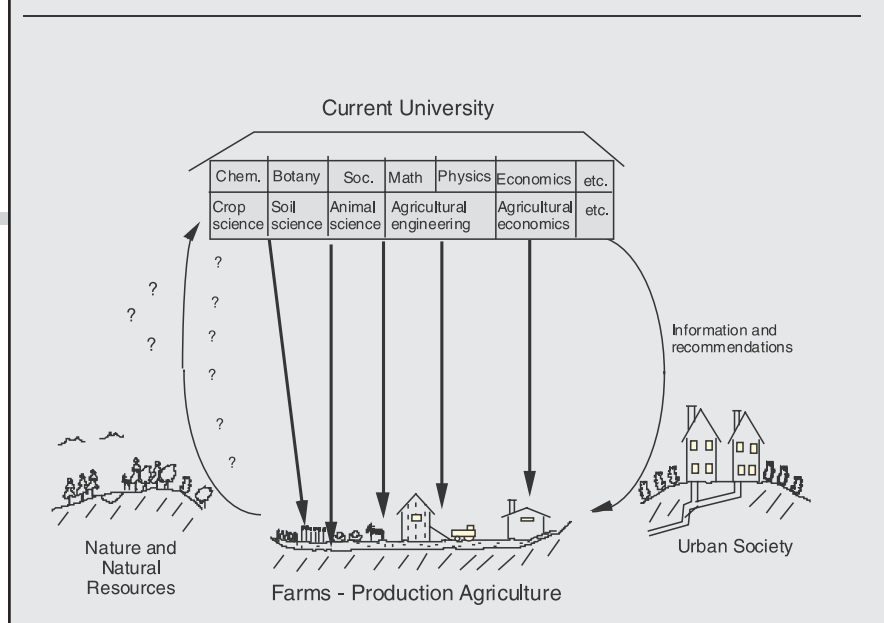 Current University
Chem. Botany Soc. Math Physics Economics etc.
Crop science Soil science Animal science Agricultural engineering Agricultural economics etc.
?
?
?
?
?
?
?
?
?
Information and
recommendations
Nature and
Natural
Resources
Urban Society
Farms - Production Agriculture